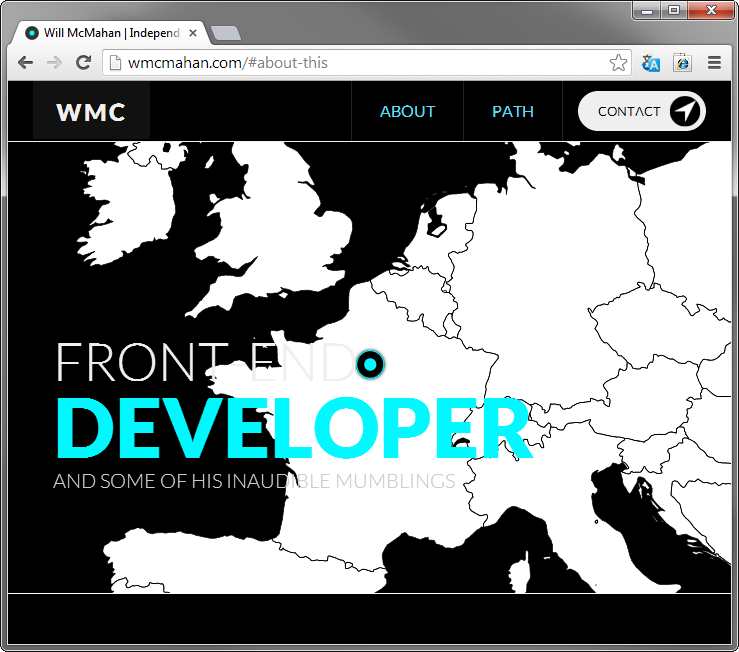 Will McMahan | Independ
wmcmahan.com/#about-this
WMC
ABOUT
PATH
CONTACT
FRONT END
DEVELOPER
AND SOME OF HIS INAUDIBLE MUMBLINGS